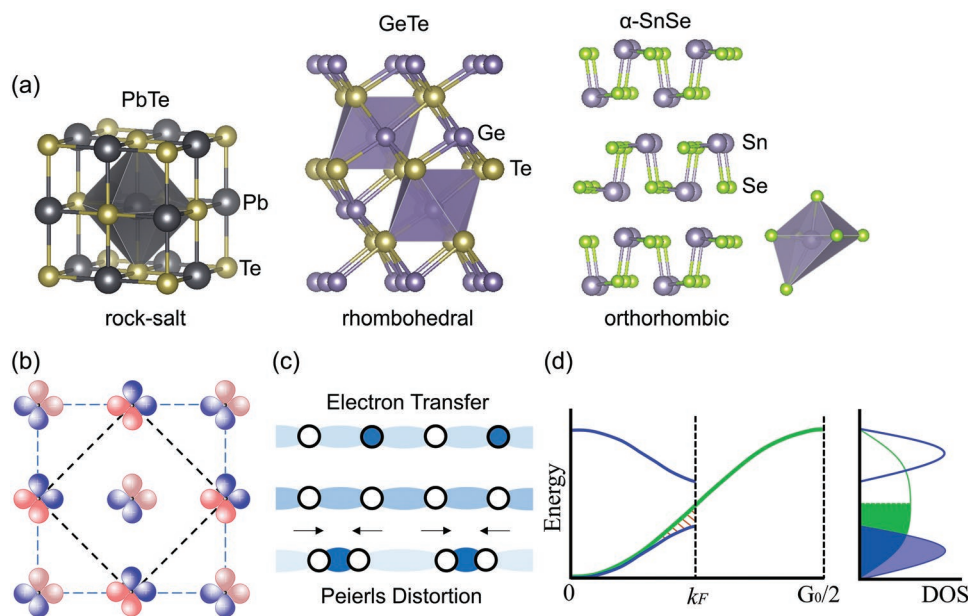 (a)
PbTe
Pb
Te
rock-salt
GeTe
Ge
Te
rhombohedral
α-SnSe
Sn
Se
orthorhombic
(b)
(c)
Electron Transfer
Peierls Distortion
(d)
Energy
0
kF
G0/2
DOS